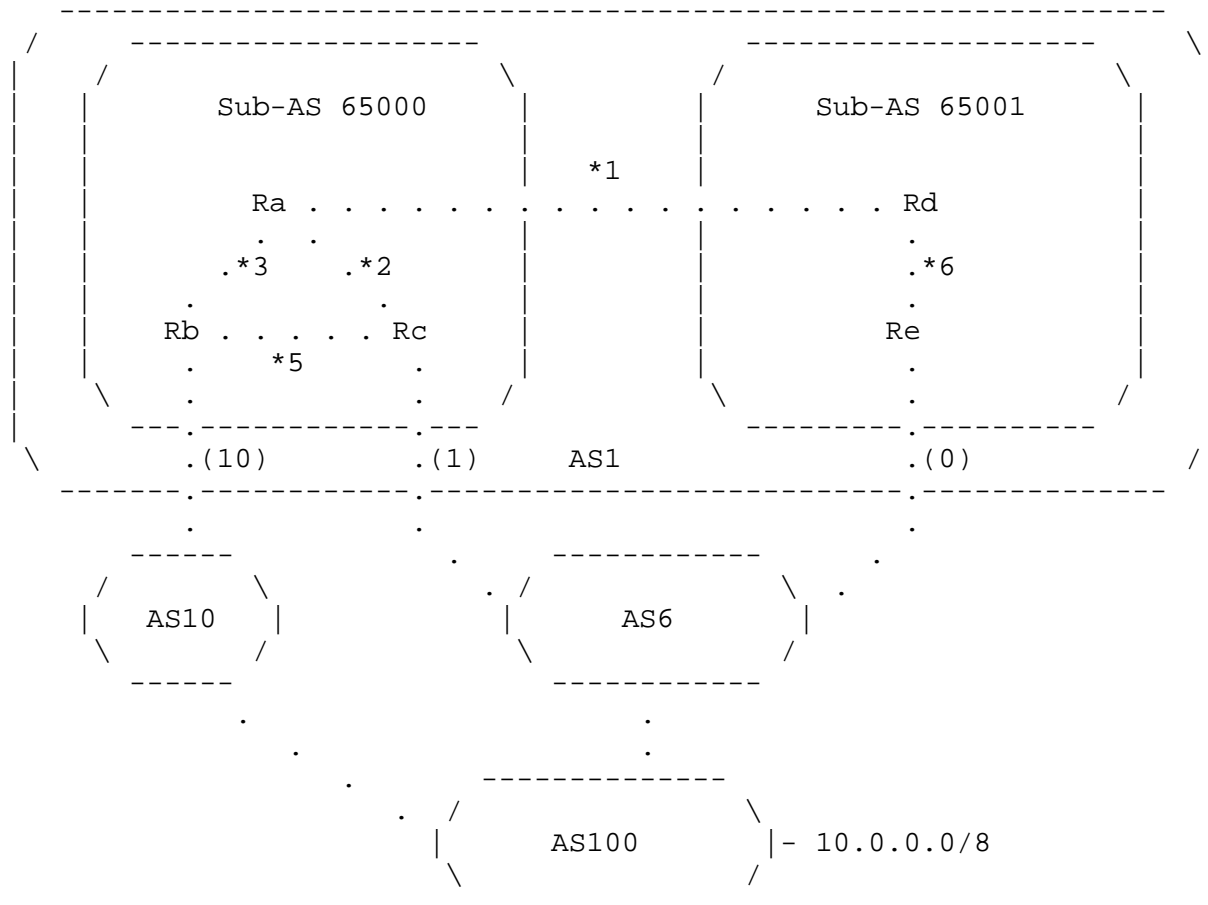 Sub-AS 65000 Sub-AS 65001
*1
Ra Rd
*3 *2 *6
Rb Rc Re
*5
(10) (1) AS1 (0)
AS10 AS6
AS100 - 10.0.0.0/8